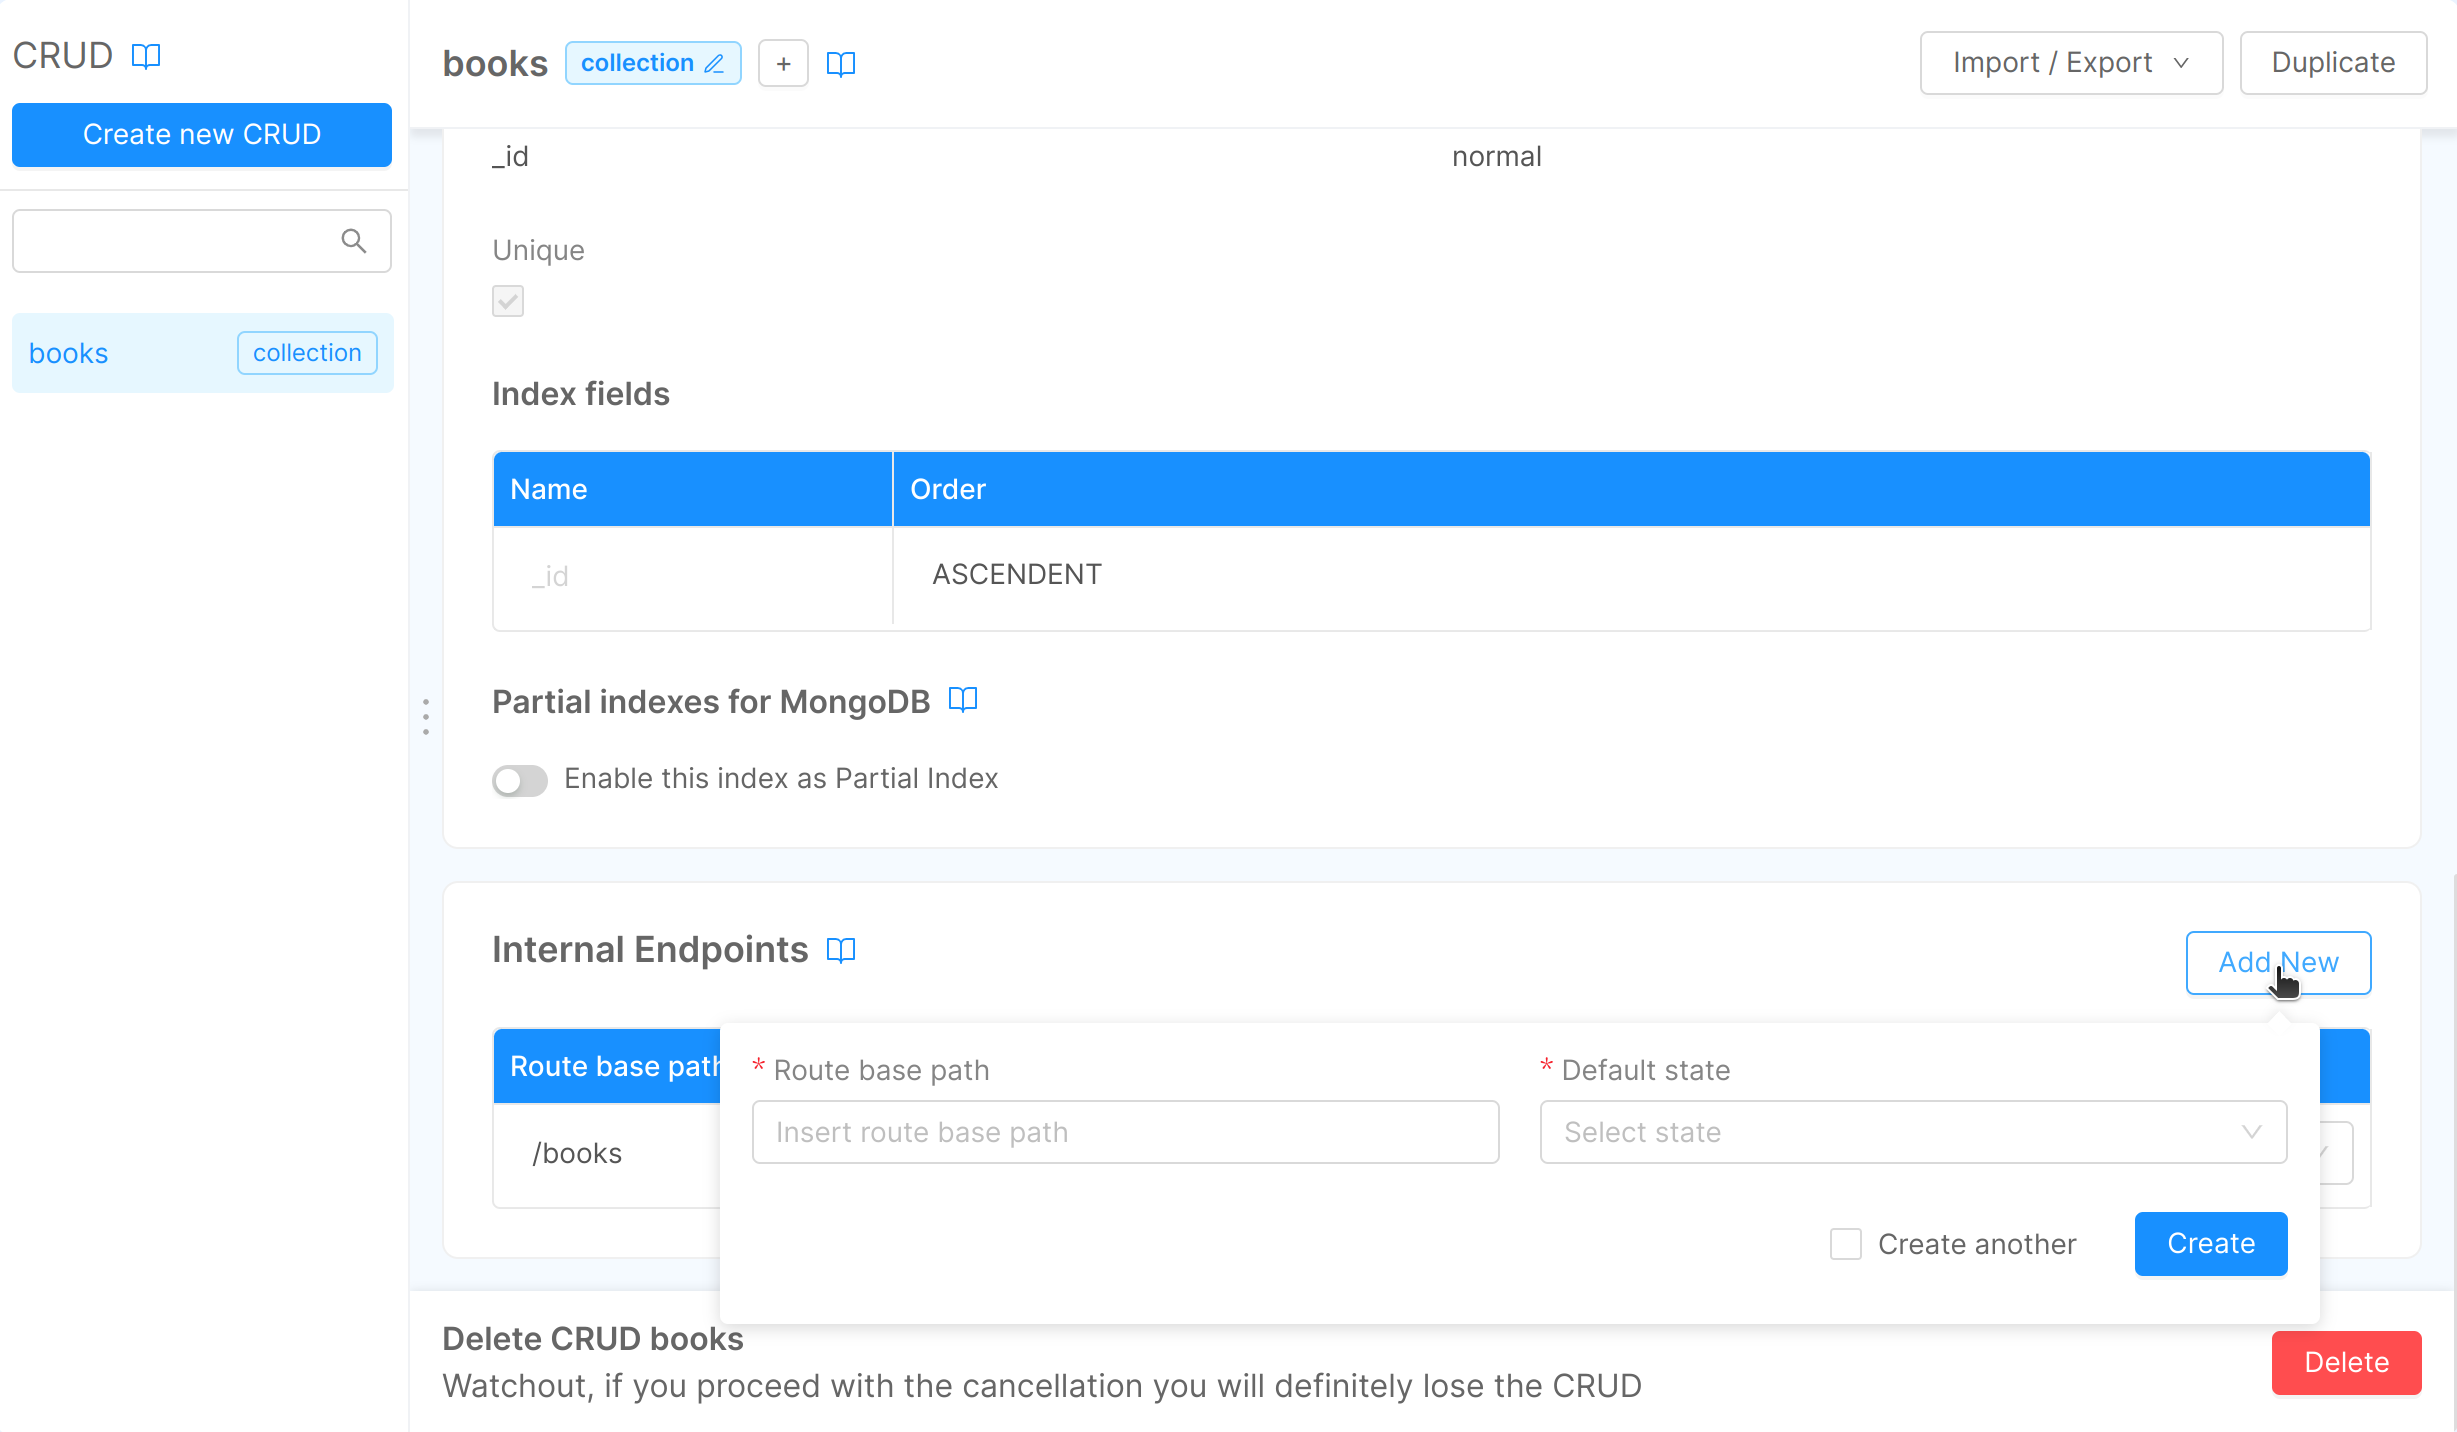 CRUD
Create new CRUD
books collection
books collection + Import / Export Duplicate
_id normal
Unique
Index fields
Name Order
_id ASCENDENT
Partial indexes for MongoDB
Enable this index as Partial Index
Internal Endpoints Add New
Route base path
* Route base path * Default state
Insert route base path Select state
/books
Create another Create
Delete CRUD books
Watchout, if you proceed with the cancellation you will definitely lose the CRUD
Delete